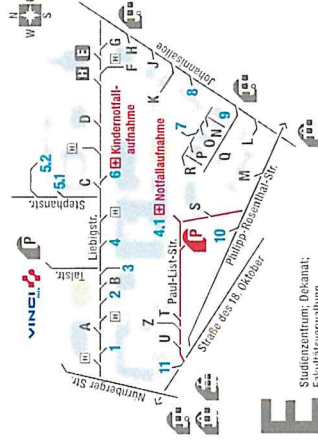 N
W
S
VINCI
P
5.2
5.1
Stephanstr.
Talstr.
Liebigstr.
Nürnberger Str.
H
1
A
2
B
3
H
4
C
6 Kindernotfall-
aufnahme
H
D
H
E
F
H
G
H
J
K
Johannisallee
8
7
9
R
P
O
N
Q
L
M
4.1 Notfallaufnahme
Paul-List-Str.
S
P
11
U
Z
T
10
Philipp-Rosenthal-Str.
Straße des 18. Oktober
E
Studienzentrum; Dekanat;
Fakultätsverwaltung